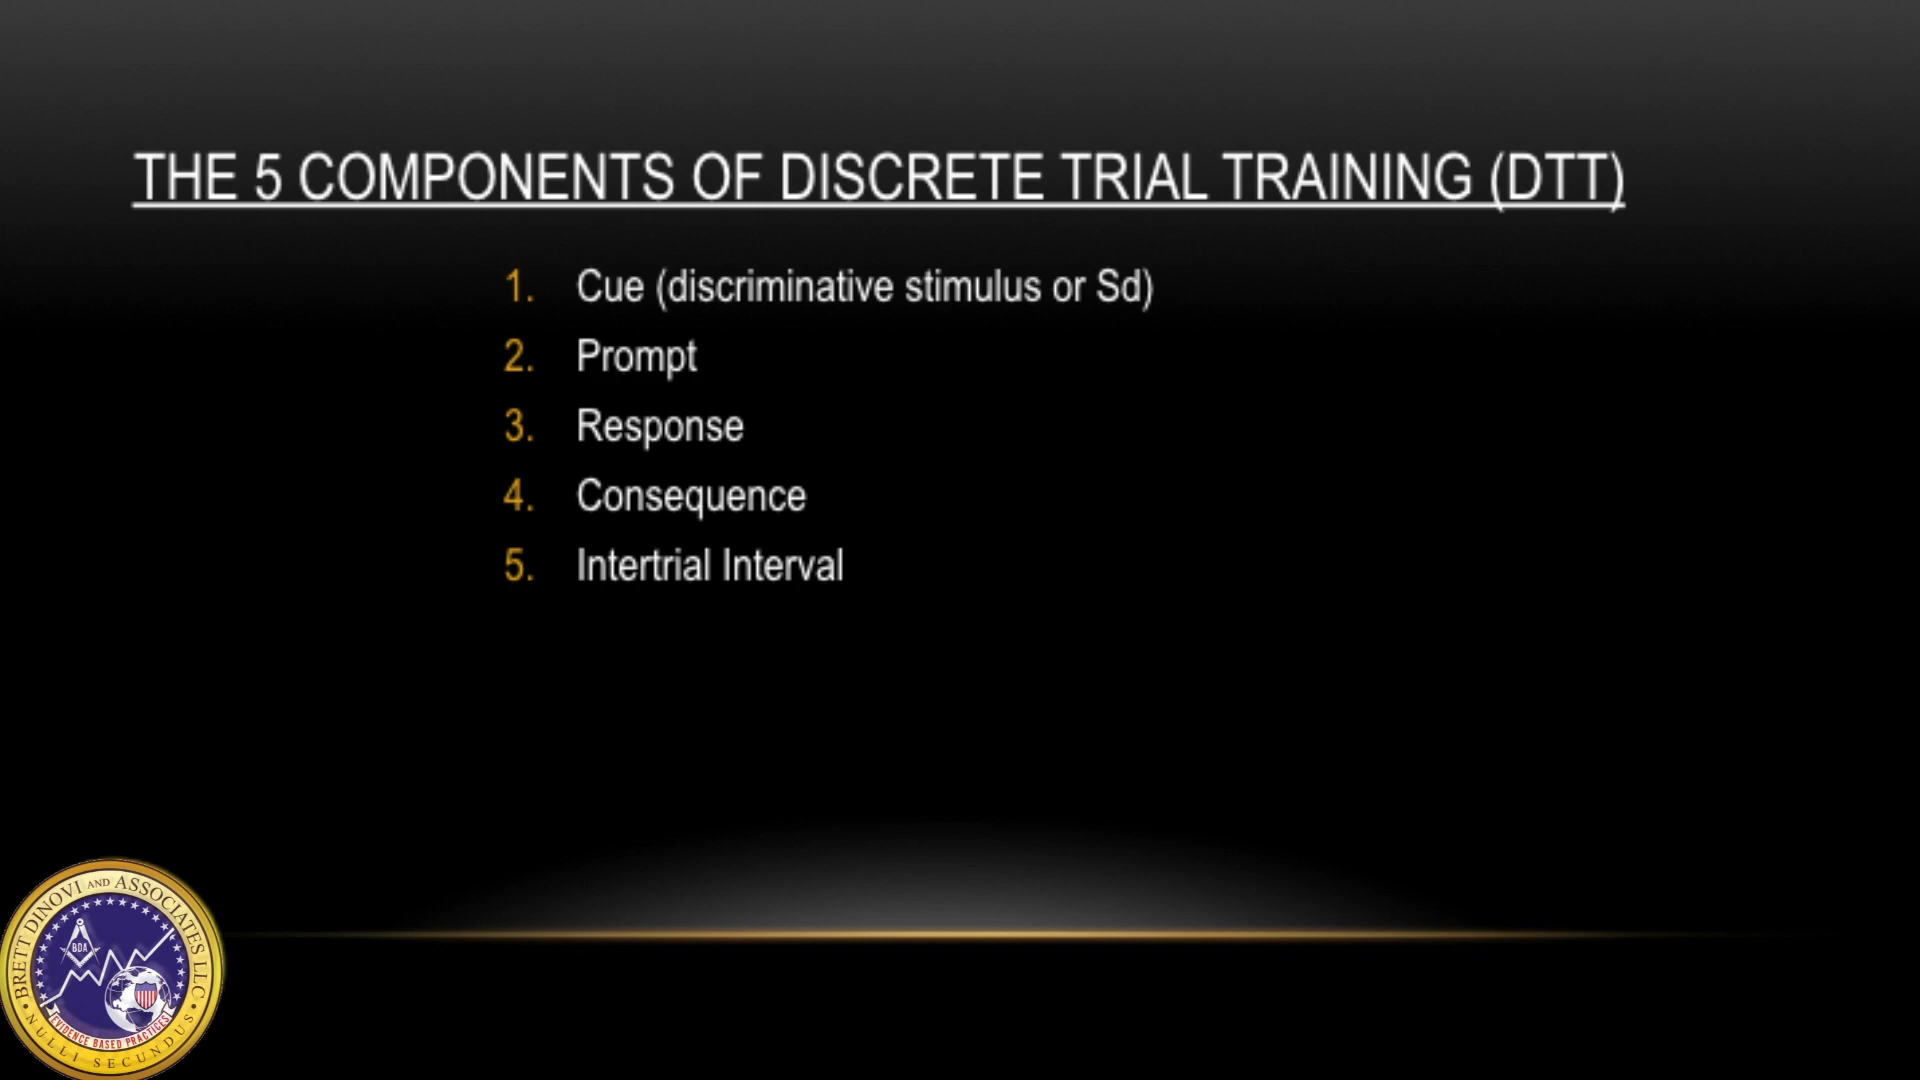 THE 5 COMPONENTS OF DISCRETE TRIAL TRAINING (DTT)
1. Cue (discriminative stimulus or Sd)
2. Prompt
3. Response
4. Consequence
5. Intertrial Interval
BRETT DINOVI AND ASSOCIATES LLC
BDA
EVIDENCE BASED PRACTICES
• NULLI SECUNDUS •